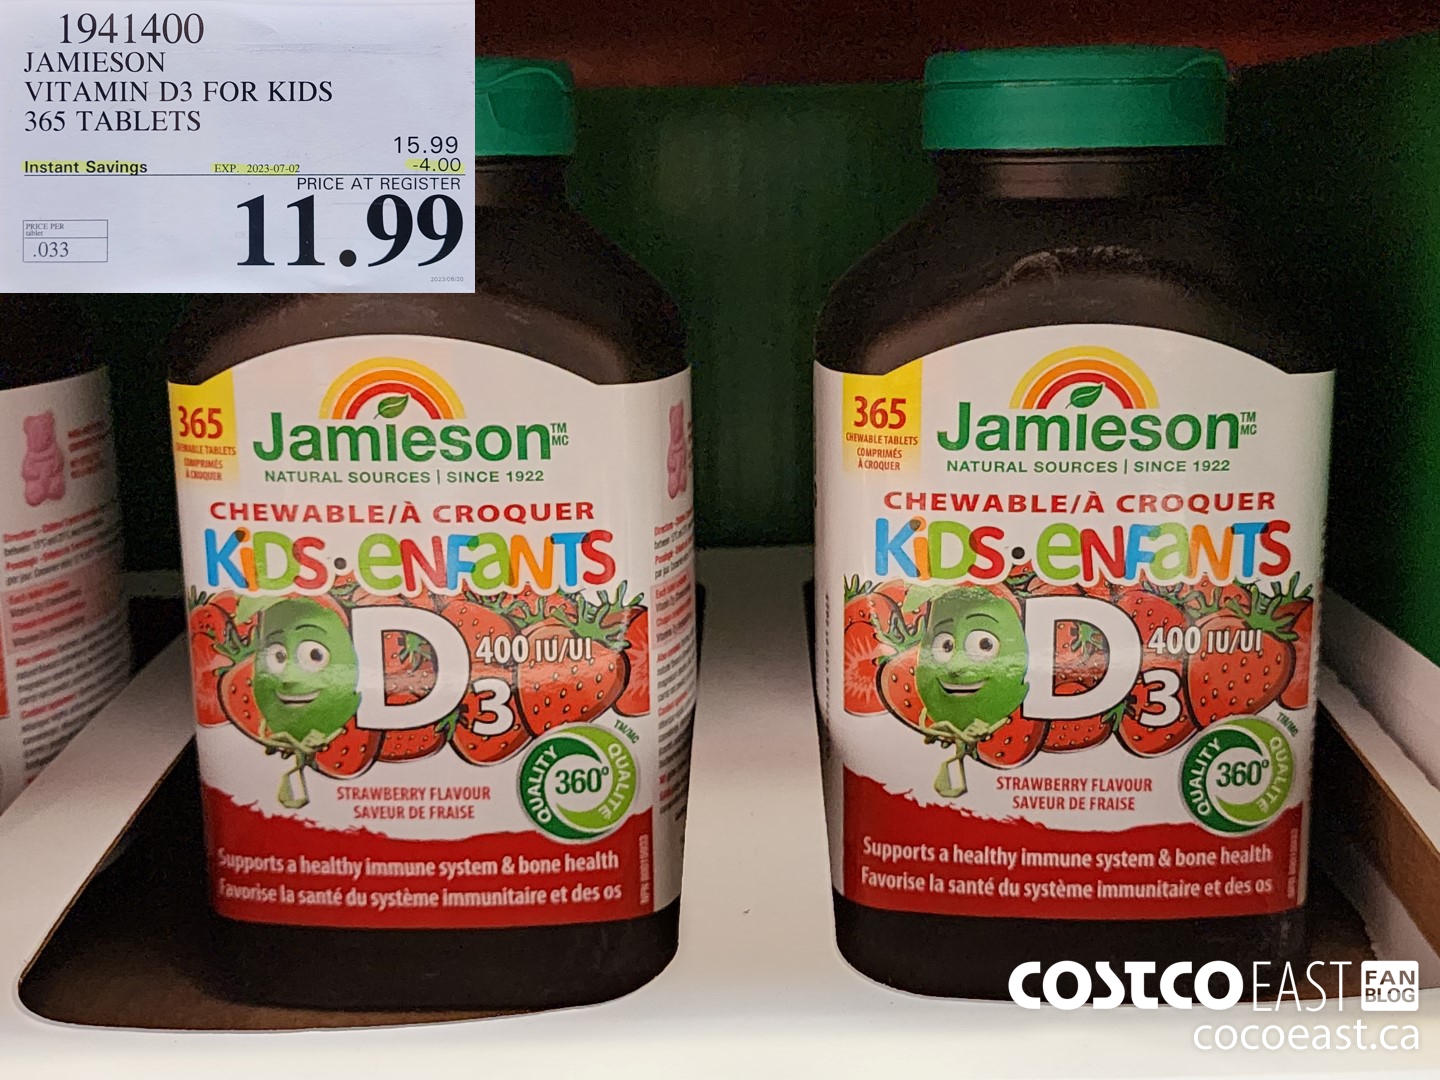 1941400
JAMIESON
VITAMIN D3 FOR KIDS
365 TABLETS
15.99
Instant Savings EXP. 2023-07-02 -4.00
PRICE AT REGISTER
11.99
PRICE PER
tablet
.033
2023/06/20
365
CHEWABLE TABLETS
COMPRIMÉS
À CROQUER
Jamieson™ MC
NATURAL SOURCES | SINCE 1922
CHEWABLE/À CROQUER
KiDS•eNFaNTS
D3 400 IU/UI
TM/MC
QUALITY 360° QUALITÉ
STRAWBERRY FLAVOUR
SAVEUR DE FRAISE
Supports a healthy immune system & bone health
Favorise la santé du système immunitaire et des os
365
CHEWABLE TABLETS
COMPRIMÉS
À CROQUER
Jamieson™ MC
NATURAL SOURCES | SINCE 1922
CHEWABLE/À CROQUER
KiDS•eNFaNTS
D3 400 IU/UI
TM/MC
QUALITY 360° QUALITÉ
STRAWBERRY FLAVOUR
SAVEUR DE FRAISE
Supports a healthy immune system & bone health
Favorise la santé du système immunitaire et des os
COSTCO EAST FAN BLOG
cocoeast.ca